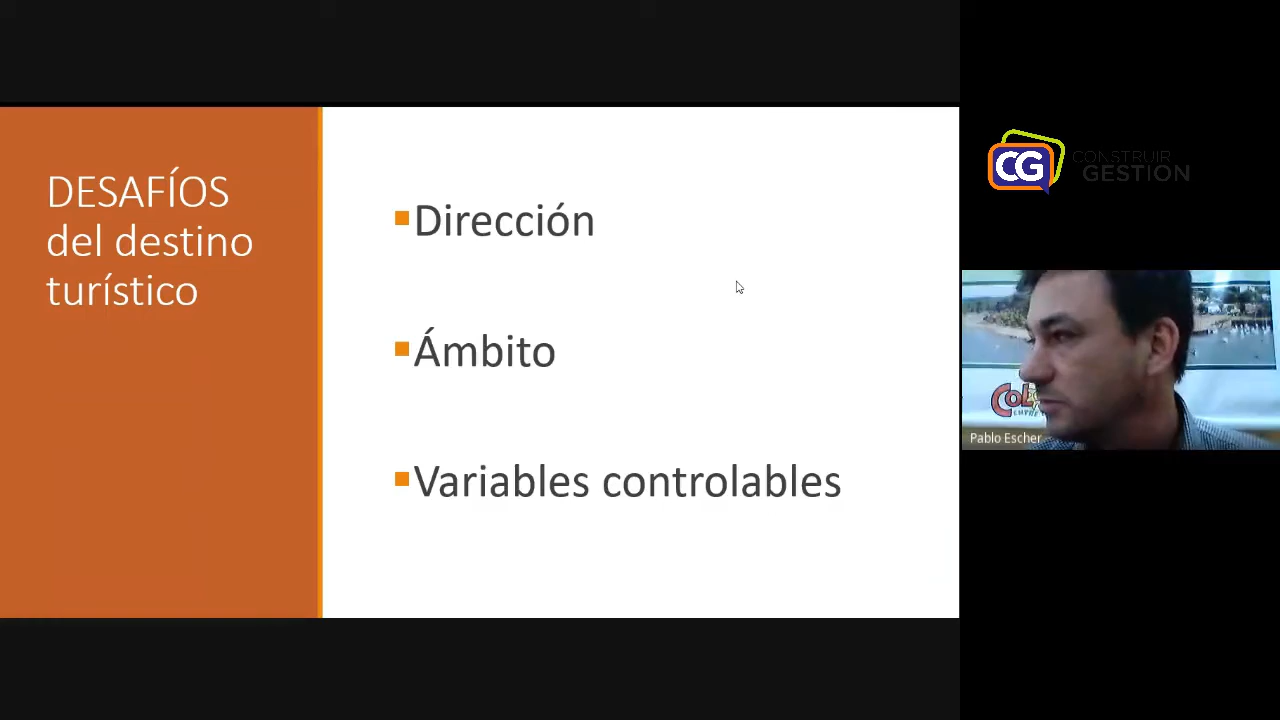 DESAFÍOS
del destino
turístico
▪Dirección
▪Ámbito
▪Variables controlables
CG
CONSTRUIR
GESTION
Pablo Escher